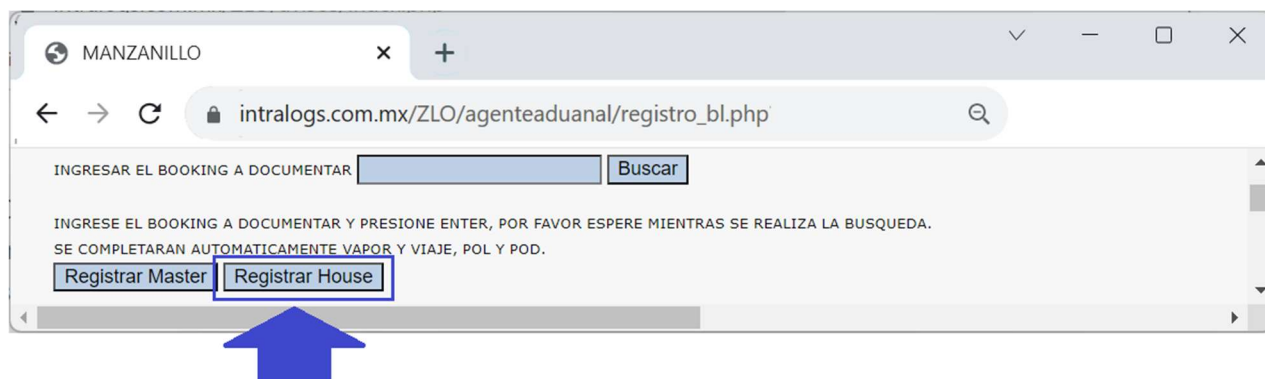 MANZANILLO
intralogs.com.mx/ZLO/agenteaduanal/registro_bl.php
INGRESAR EL BOOKING A DOCUMENTAR Buscar
INGRESE EL BOOKING A DOCUMENTAR Y PRESIONE ENTER, POR FAVOR ESPERE MIENTRAS SE REALIZA LA BUSQUEDA.
SE COMPLETARAN AUTOMATICAMENTE VAPOR Y VIAJE, POL Y POD.
Registrar Master Registrar House